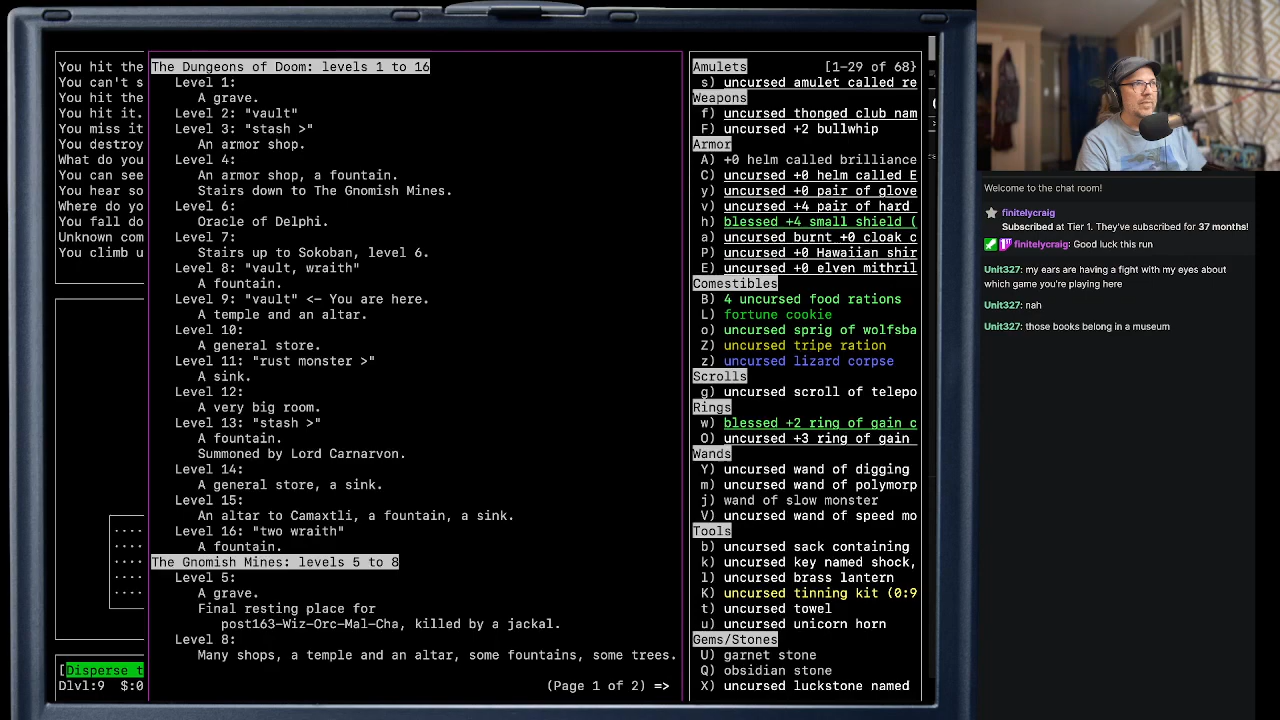 You hit the
You can't s
You hit the
You hit it.
You miss it
You destroy
What do you
You can see
You hear so
Where do yo
You fall do
Unknown com
You climb u
....
....
....
....
....
[Disperse t
Dlvl:9 $:0
The Dungeons of Doom: levels 1 to 16
Level 1:
A grave.
Level 2: "vault"
Level 3: "stash >"
An armor shop.
Level 4:
An armor shop, a fountain.
Stairs down to The Gnomish Mines.
Level 6:
Oracle of Delphi.
Level 7:
Stairs up to Sokoban, level 6.
Level 8: "vault, wraith"
A fountain.
Level 9: "vault" <- You are here.
A temple and an altar.
Level 10:
A general store.
Level 11: "rust monster >"
A sink.
Level 12:
A very big room.
Level 13: "stash >"
A fountain.
Summoned by Lord Carnarvon.
Level 14:
A general store, a sink.
Level 15:
An altar to Camaxtli, a fountain, a sink.
Level 16: "two wraith"
A fountain.
The Gnomish Mines: levels 5 to 8
Level 5:
A grave.
Final resting place for
post163-Wiz-Orc-Mal-Cha, killed by a jackal.
Level 8:
Many shops, a temple and an altar, some fountains, some trees.
(Page 1 of 2) =>
Amulets [1-29 of 68}
s) uncursed amulet called re
Weapons
f) uncursed thonged club nam
F) uncursed +2 bullwhip
Armor
A) +0 helm called brilliance
C) uncursed +0 helm called E
y) uncursed +0 pair of glove
v) uncursed +4 pair of hard
h) blessed +4 small shield (
a) uncursed burnt +0 cloak c
P) uncursed +0 Hawaiian shir
E) uncursed +0 elven mithril
Comestibles
B) 4 uncursed food rations
L) fortune cookie
o) uncursed sprig of wolfsba
Z) uncursed tripe ration
z) uncursed lizard corpse
Scrolls
g) uncursed scroll of telepo
Rings
w) blessed +2 ring of gain c
O) uncursed +3 ring of gain
Wands
Y) uncursed wand of digging
m) uncursed wand of polymorp
j) wand of slow monster
V) uncursed wand of speed mo
Tools
b) uncursed sack containing
k) uncursed key named shock,
l) uncursed brass lantern
K) uncursed tinning kit (0:9
t) uncursed towel
u) uncursed unicorn horn
Gems/Stones
U) garnet stone
Q) obsidian stone
X) uncursed luckstone named
Welcome to the chat room!
finitelycraig
Subscribed at Tier 1. They've subscribed for 37 months!
finitelycraig: Good luck this run
Unit327: my ears are having a fight with my eyes about
which game you're playing here
Unit327: nah
Unit327: those books belong in a museum